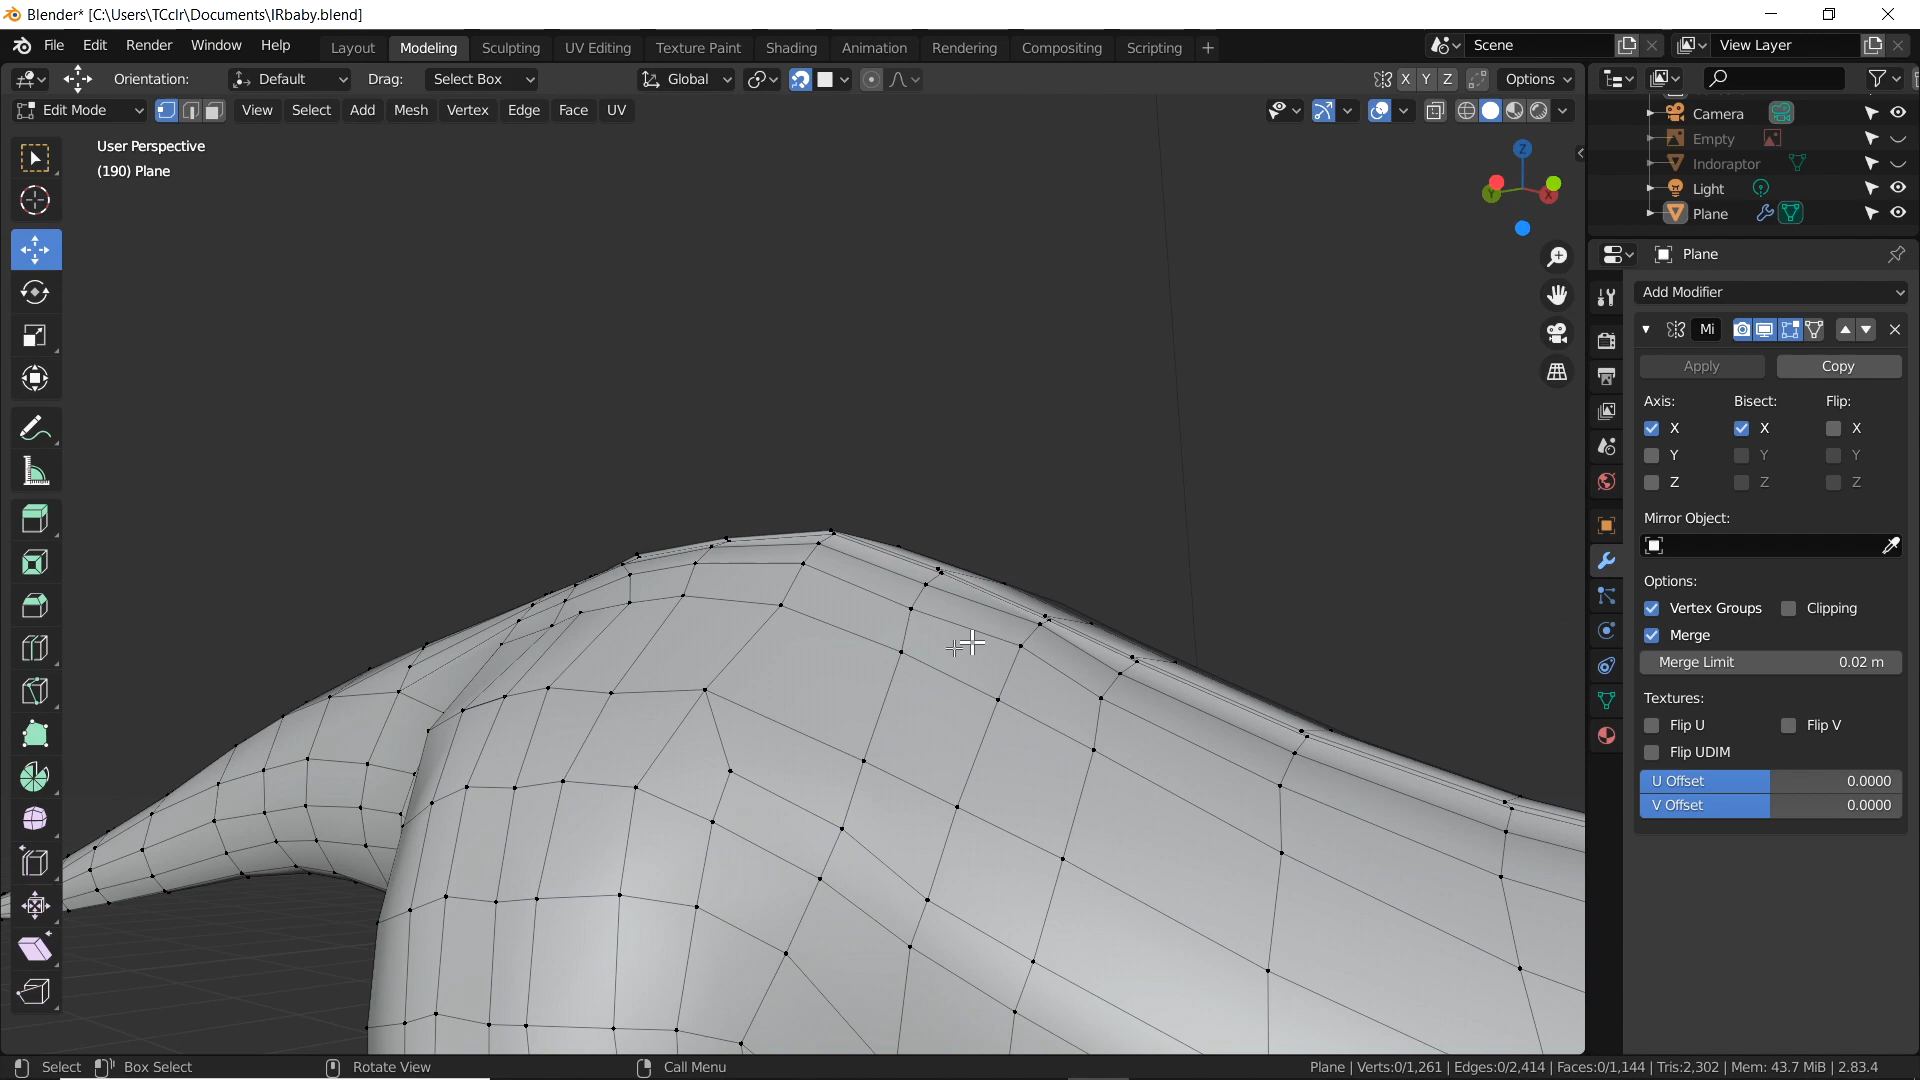 Blender* [C:\Users\TCclr\Documents\IRbaby.blend]
File Edit Render Window Help Layout Modeling Sculpting UV Editing Texture Paint Shading Animation Rendering Compositing Scripting + Scene View Layer
Orientation: Default Drag: Select Box Global X Y Z Options
Edit Mode View Select Add Mesh Vertex Edge Face UV
User Perspective
(190) Plane
Z
Y
X
Camera
Empty
Indoraptor
Light
Plane
Plane
Add Modifier
Mi
Apply Copy
Axis: Bisect: Flip:
X X X
Y Y Y
Z Z Z
Mirror Object:
Options:
Vertex Groups Clipping
Merge
Merge Limit 0.02 m
Textures:
Flip U Flip V
Flip UDIM
U Offset 0.0000
V Offset 0.0000
Select Box Select Rotate View Call Menu Plane | Verts:0/1,261 | Edges:0/2,414 | Faces:0/1,144 | Tris:2,302 | Mem: 43.7 MiB | 2.83.4